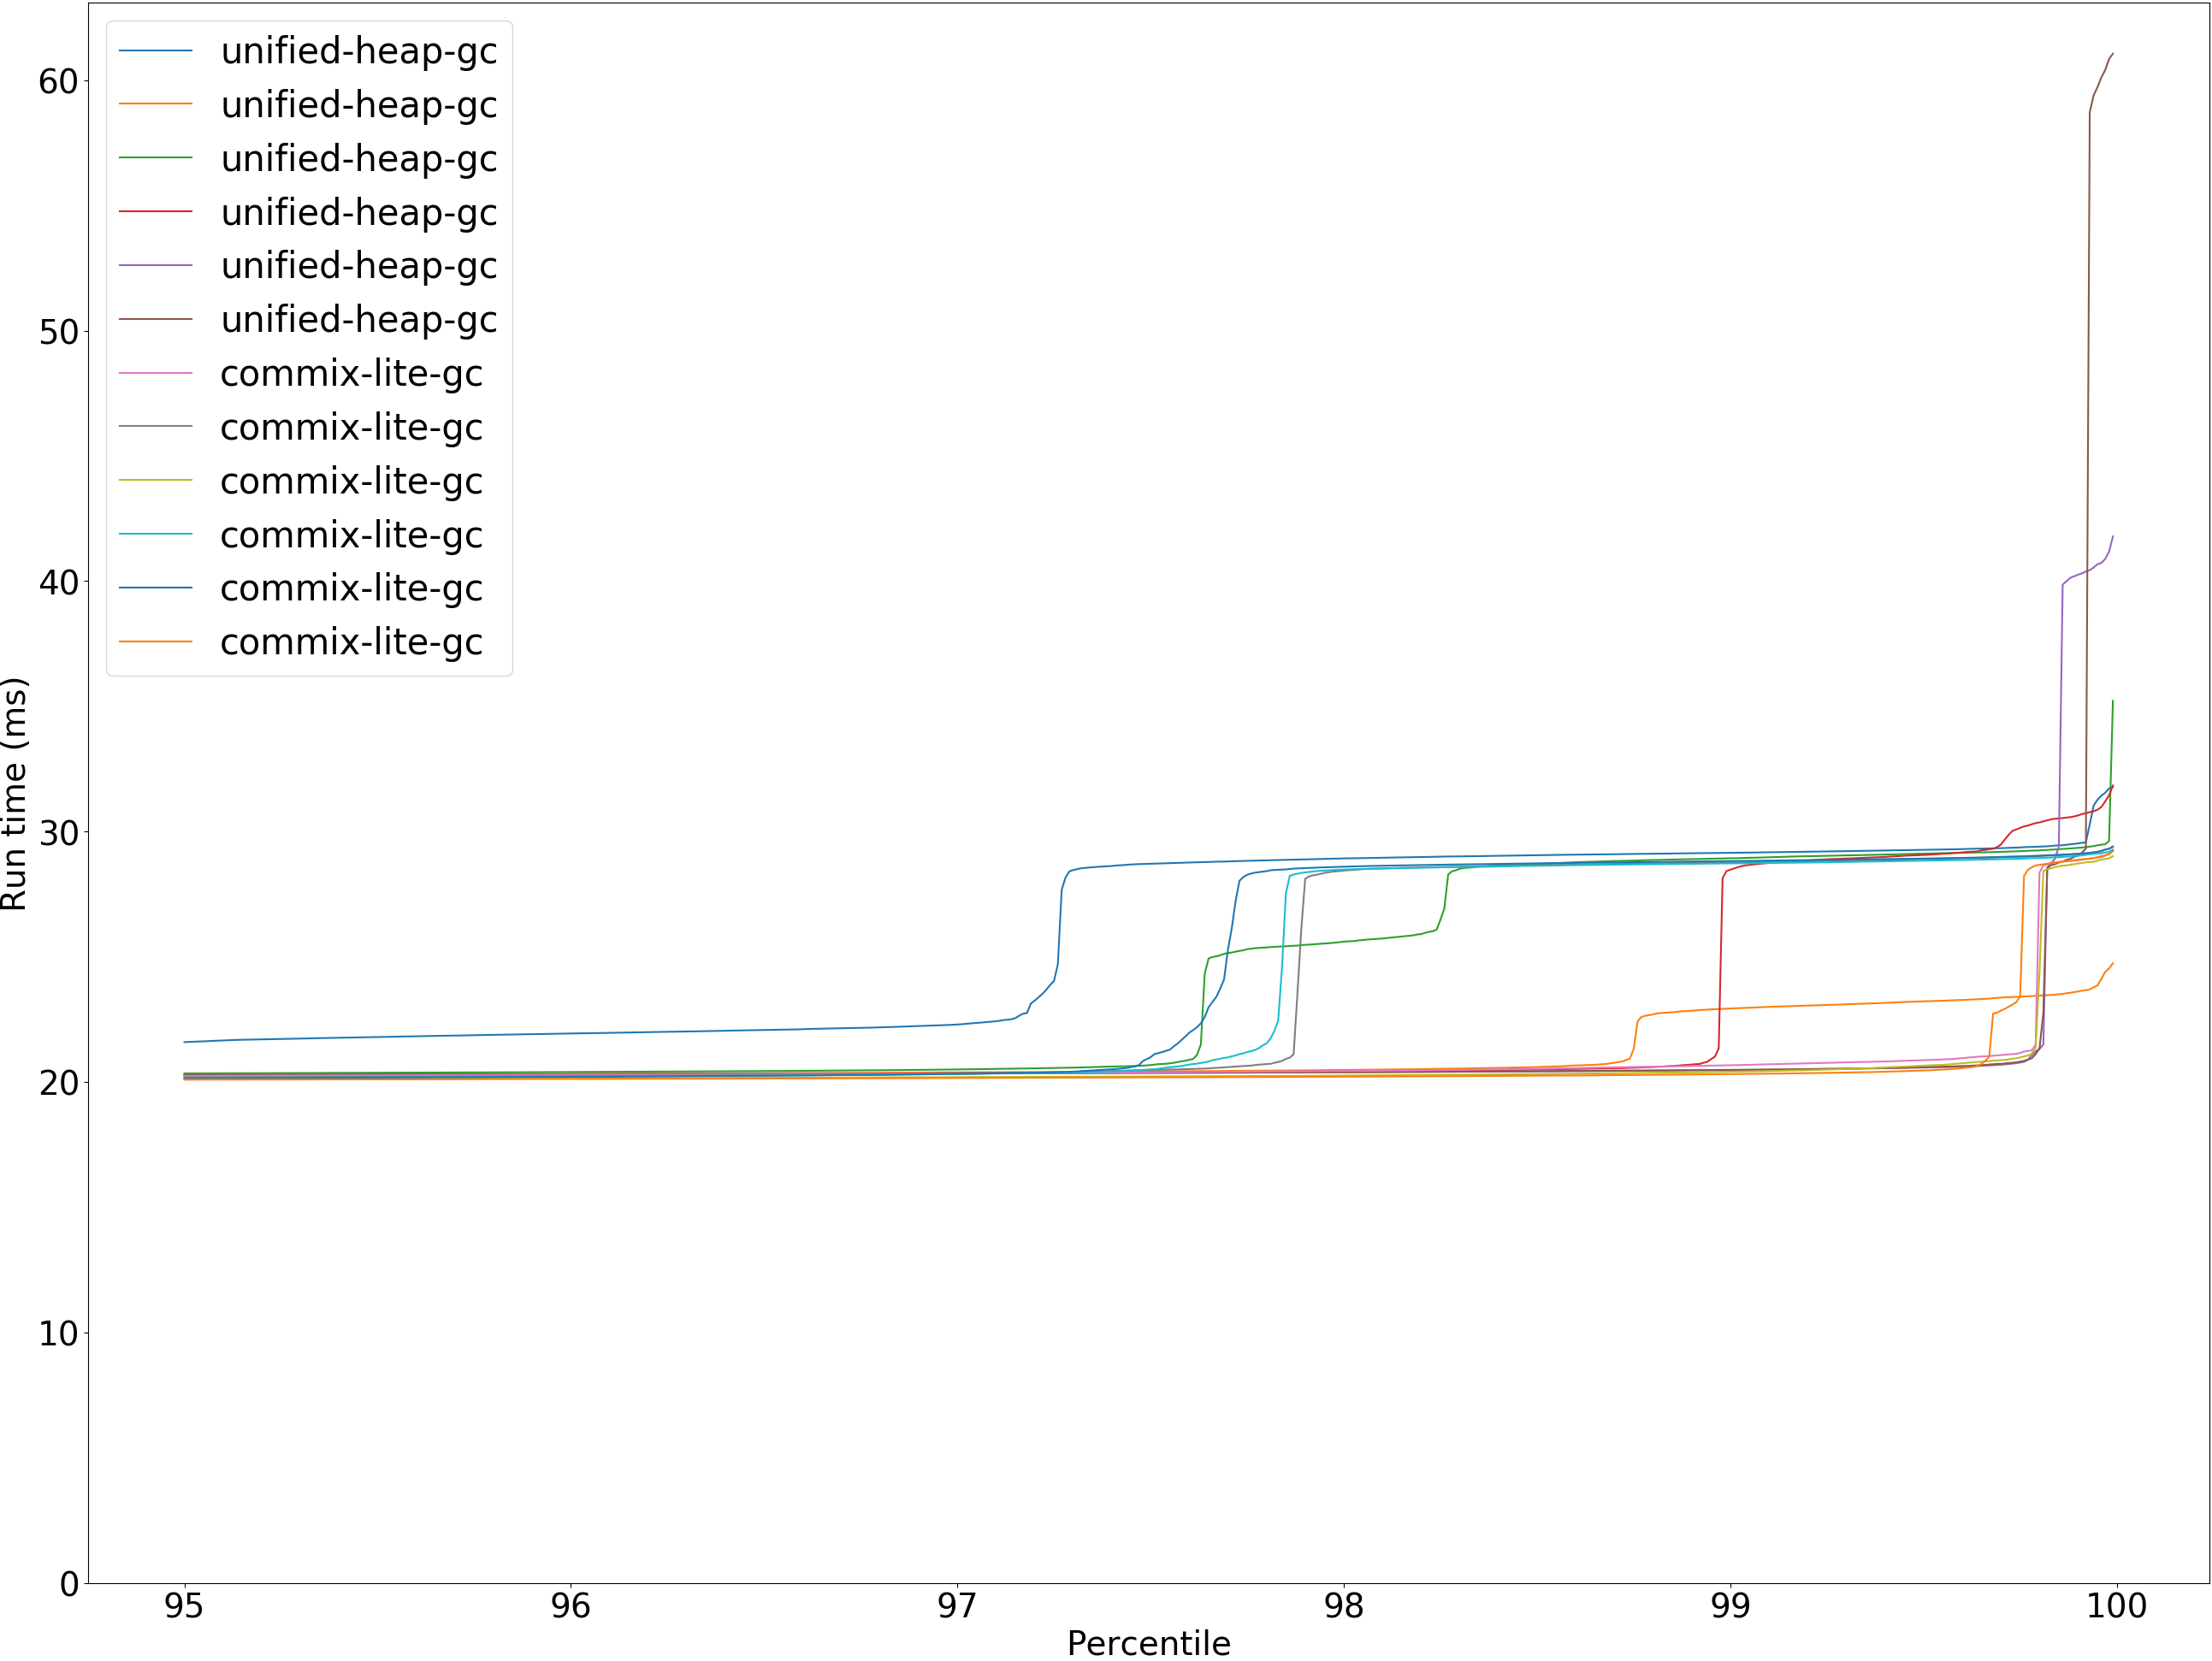 unified-heap-gc
unified-heap-gc
unified-heap-gc
unified-heap-gc
unified-heap-gc
unified-heap-gc
commix-lite-gc
commix-lite-gc
commix-lite-gc
commix-lite-gc
commix-lite-gc
commix-lite-gc
Run time (ms)
60
50
40
30
20
10
0
95 96 97 98 99 100
Percentile